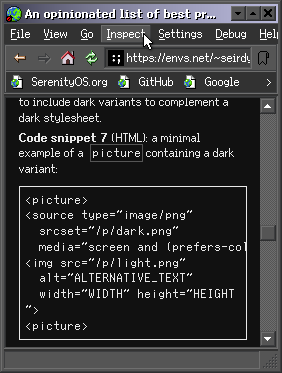 An opinionated list of best pr...
File View Go Inspect Settings Debug Help
https://envs.net/~seirdy
SerenityOS.org GitHub Google
to include dark variants to complement a
dark stylesheet.
Code snippet 7 (HTML): a minimal
example of a picture containing a dark
variant:
<picture>
<source type="image/png"
srcset="/p/dark.png"
media="screen and (prefers-col
<img src="/p/light.png"
alt="ALTERNATIVE_TEXT"
width="WIDTH" height="HEIGHT
">
<picture>